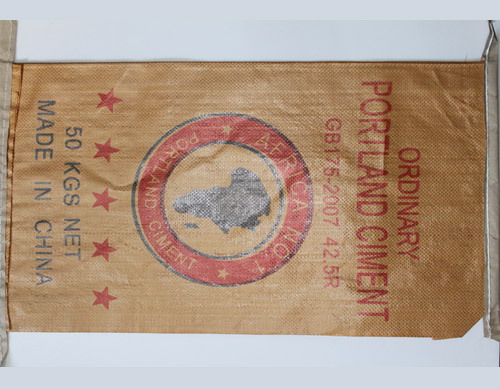 ORDINARY
PORTLAND CIMENT
GB175-2007 42.5R
AFRICA NO.1
PORTLAND CIMENT
50 KGS NET
MADE IN CHINA